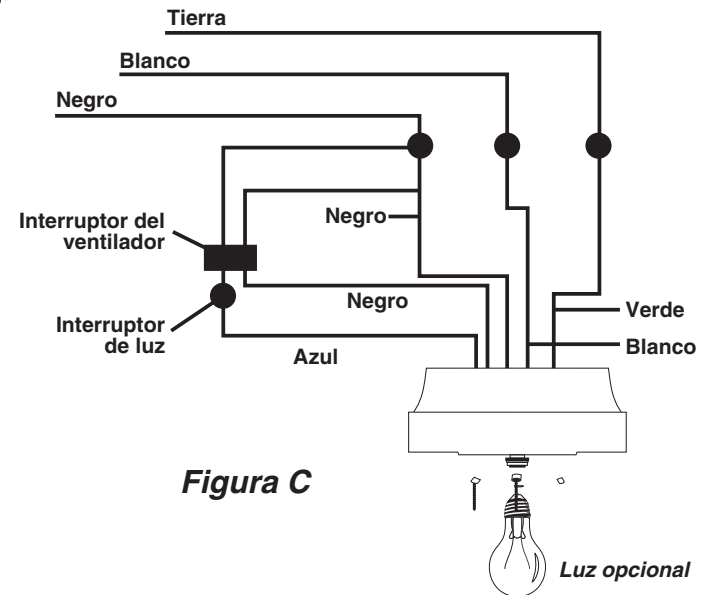 Tierra
Blanco
Negro
Negro
Interruptor del
ventilador
Negro
Verde
Interruptor
de luz
Blanco
Azul
Figura C
Luz opcional